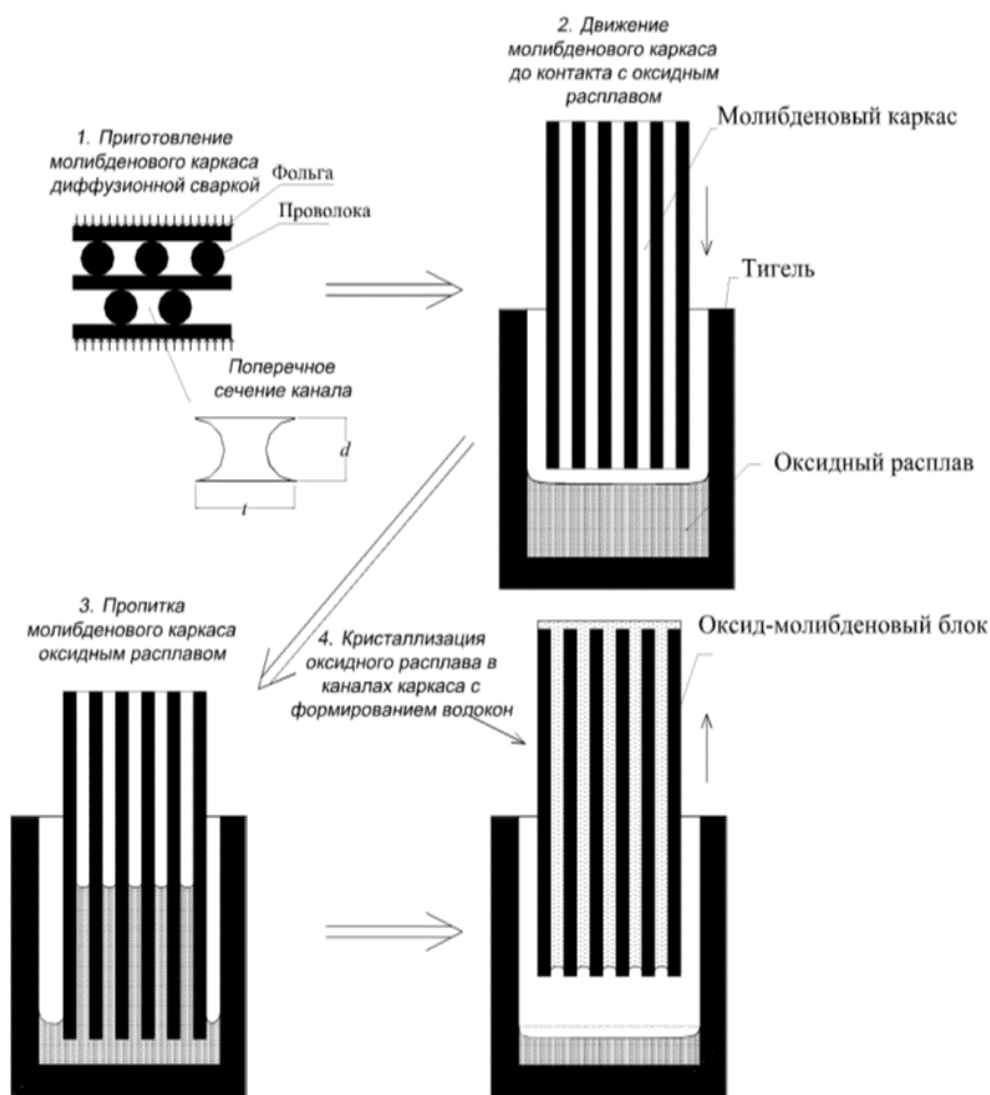 1. Приготовление
молибденового каркаса
диффузионной сваркой
Фольга
Проволока
Поперечное
сечение канала
d
l
2. Движение
молибденового каркаса
до контакта с оксидным
расплавом
Молибденовый каркас
Тигель
Оксидный расплав
3. Пропитка
молибденового каркаса
оксидным расплавом
4. Кристаллизация
оксидного расплава в
каналах каркаса с
формированием волокон
Оксид-молибденовый блок